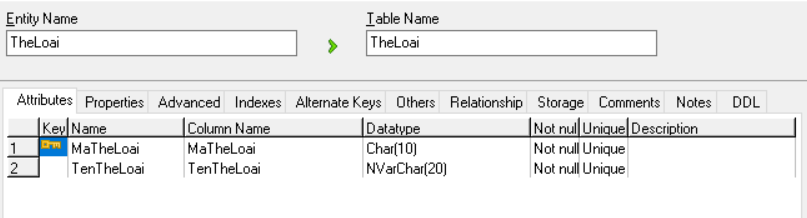 Entity Name Table Name
TheLoai TheLoai
Attributes Properties Advanced Indexes Alternate Keys Others Relationship Storage Comments Notes DDL
Key Name Column Name Datatype Not nul Unique Description
1 MaTheLoai MaTheLoai Char(10) Not null Unique
2 TenTheLoai TenTheLoai NVarChar(20) Not null Unique